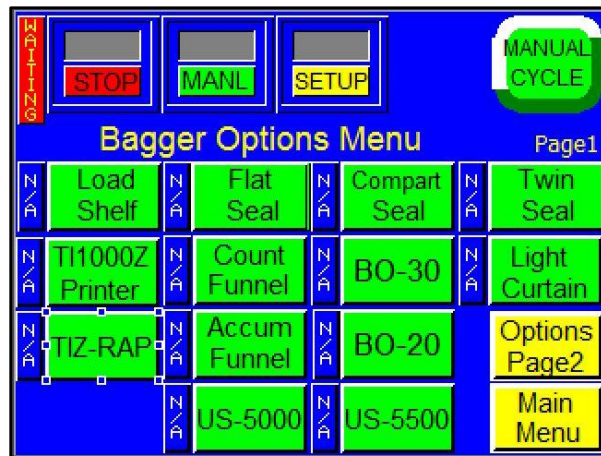 WAITING
STOP
MANL
SETUP
MANUAL
CYCLE
Bagger Options Menu
Page1
N/A
Load
Shelf
N/A
Flat
Seal
N/A
Compart
Seal
N/A
Twin
Seal
N/A
TI1000Z
Printer
N/A
Count
Funnel
N/A
BO-30
N/A
Light
Curtain
N/A
TIZ-RAP
N/A
Accum
Funnel
N/A
BO-20
Options
Page2
N/A
US-5000
N/A
US-5500
Main
Menu